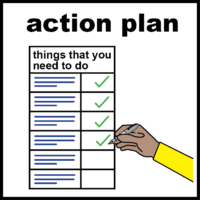 action plan
things that you
need to do